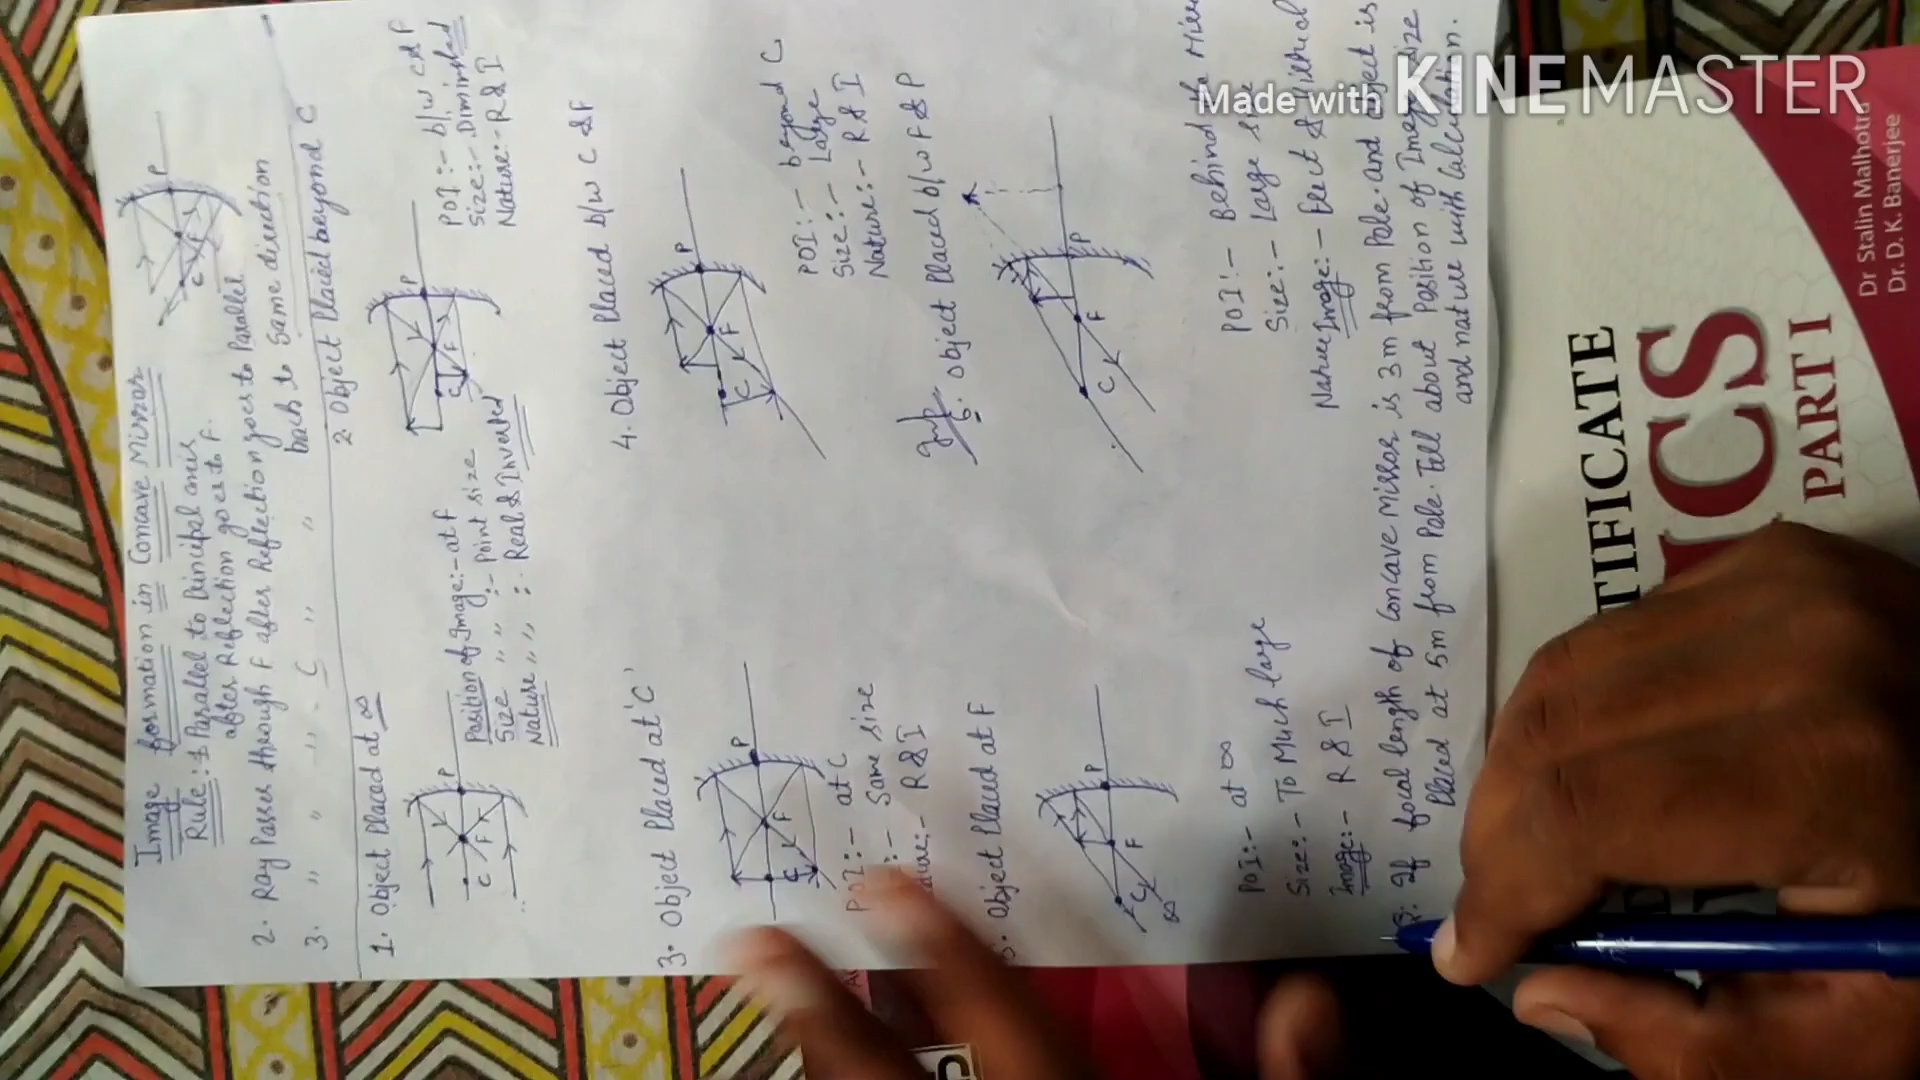 Image formation in Concave Mirror
Rule: 1 Parallel to Principal axis
after Reflection goes to F.
2. Ray Passes through F after Reflection goes to Parallel
3. " " " C " " " back to same direction
C
P
1. Object Placed at ∞
C
F
P
Position of Image:- at F
Size " " :- Point size
Nature " " :- Real & Inverted
2. Object Placed beyond C
C
F
P
POI:- b/w C & F
Size:- Diminished
Nature:- R & I
3. Object Placed at 'C'
C
F
P
POI:- at C
:- Same size
R & I
4. Object Placed b/w C & F
C
F
P
POI:- beyond C
Size:- Large
Nature:- R & I
5. Object Placed at F
C
F
P
∞
POI:- at ∞
Size:- To Much large
Image:- R & I
6. Object Placed b/w F & P
C
F
P
POI:- Behind the
Size:- Large size
Nature Image:- Erect &
Q. If focal length of Concave Mirror is 3m from Pole. and object is
Placed at 5m from Pole. Tell about Position of Image, size
and nature with Calculation.
Made with KINEMASTER
TIFICATE
CERTIFICATE
ICS
PART I
Dr Stalin Malhotra
Dr. D. K. Banerjee